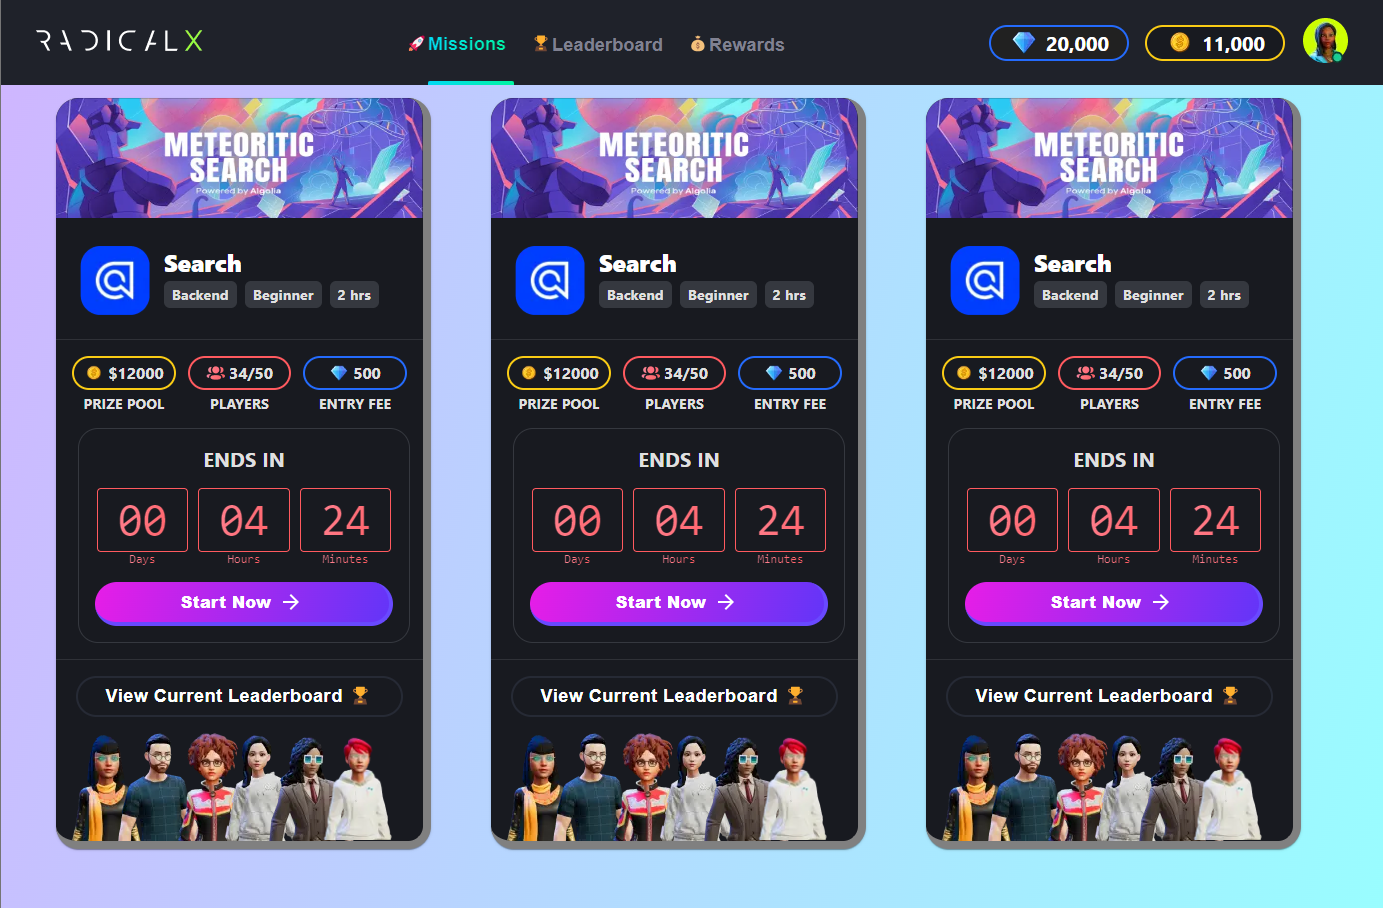 RADICALX
Missions
Leaderboard
Rewards
20,000
11,000
METEORITIC
SEARCH
Powered by Algolia
Search
Backend Beginner 2 hrs
$12000 34/50 500
PRIZE POOL PLAYERS ENTRY FEE
ENDS IN
00 04 24
Days Hours Minutes
Start Now →
View Current Leaderboard
METEORITIC
SEARCH
Powered by Algolia
Search
Backend Beginner 2 hrs
$12000 34/50 500
PRIZE POOL PLAYERS ENTRY FEE
ENDS IN
00 04 24
Days Hours Minutes
Start Now →
View Current Leaderboard
METEORITIC
SEARCH
Powered by Algolia
Search
Backend Beginner 2 hrs
$12000 34/50 500
PRIZE POOL PLAYERS ENTRY FEE
ENDS IN
00 04 24
Days Hours Minutes
Start Now →
View Current Leaderboard